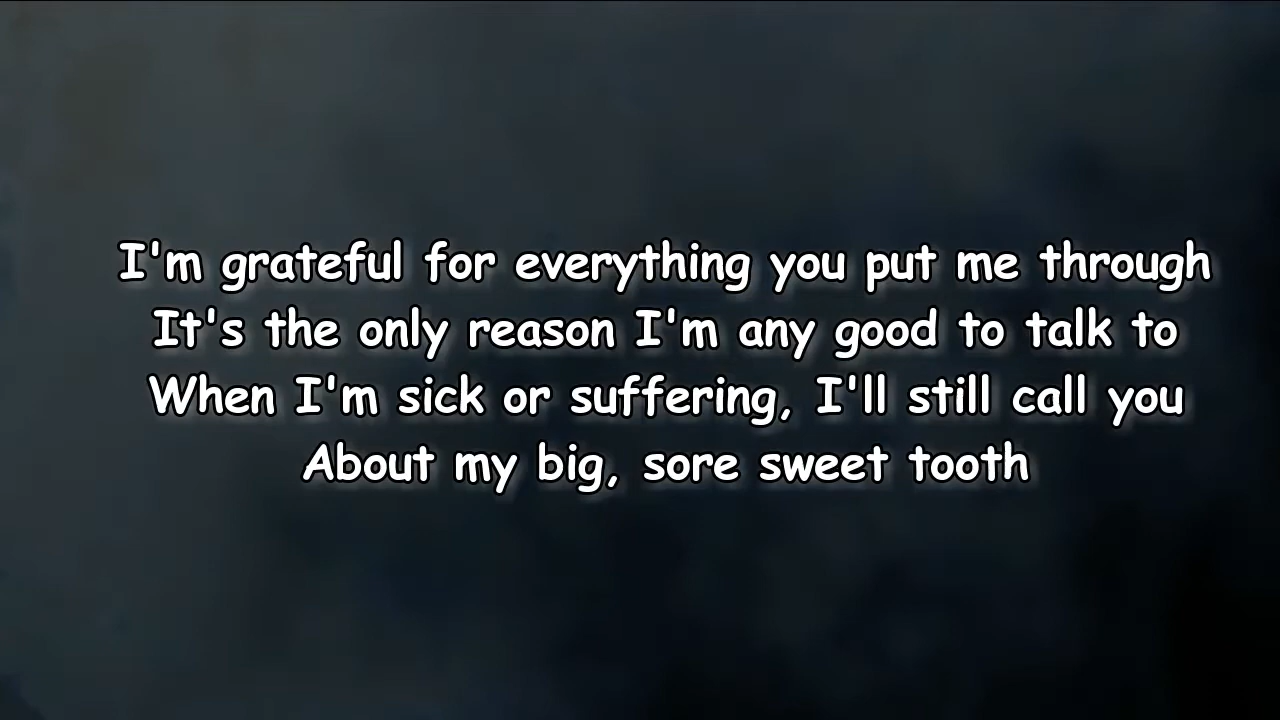 I'm grateful for everything you put me through
It's the only reason I'm any good to talk to
When I'm sick or suffering, I'll still call you
About my big, sore sweet tooth